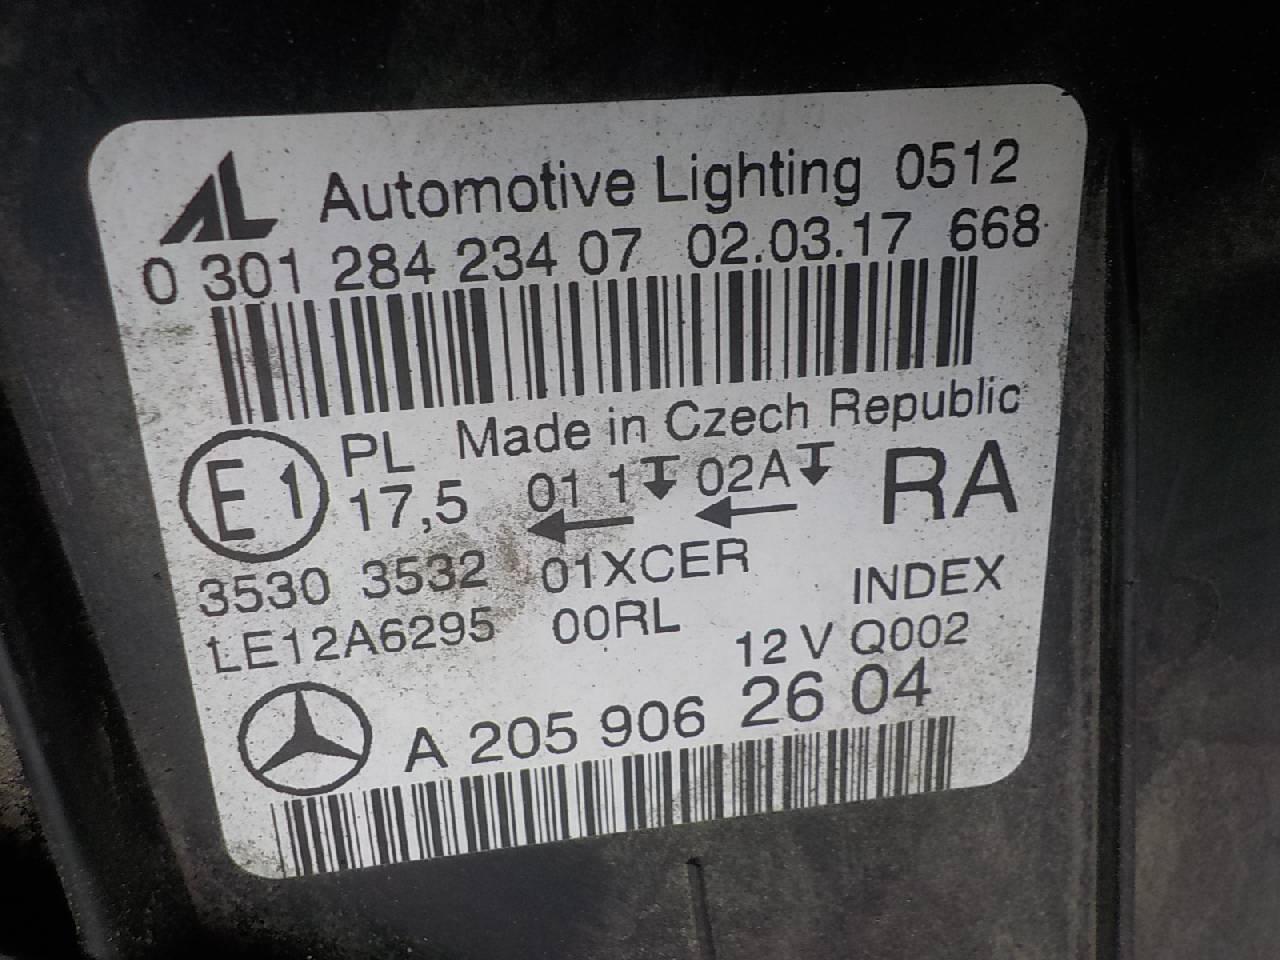 AL Automotive Lighting 0512
0 301 284 234 07 02.03.17 668
E1 PL Made in Czech Republic
17,5 01 1 02A RA
3530 3532 01XCER INDEX
LE12A6295 00RL 12 V Q002
A 205 906 26 04